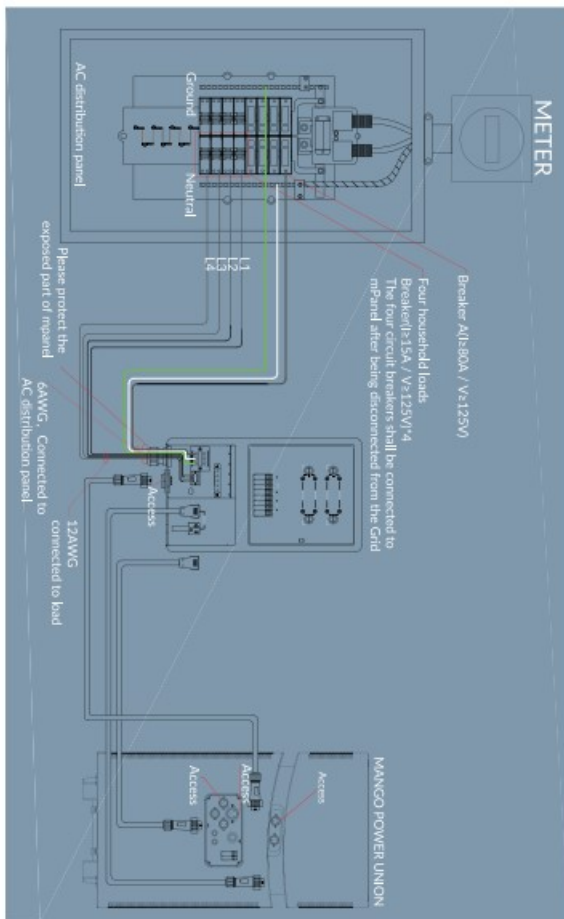 METER
Breaker A(I≥80A / V≥125V)
Four household loads
Breaker(I≥15A / V≥125V)*4
The four circuit breakers shall be connected to
mPanel after being disconnected from the Grid
AC distribution panel
Ground
Neutral
L1
L2
L3
L4
Please protect the
exposed part of mpanel
6AWG, Connected to
AC distribution panel
12AWG
connected to load
Access
MANGO POWER UNION
Access
Access
Access